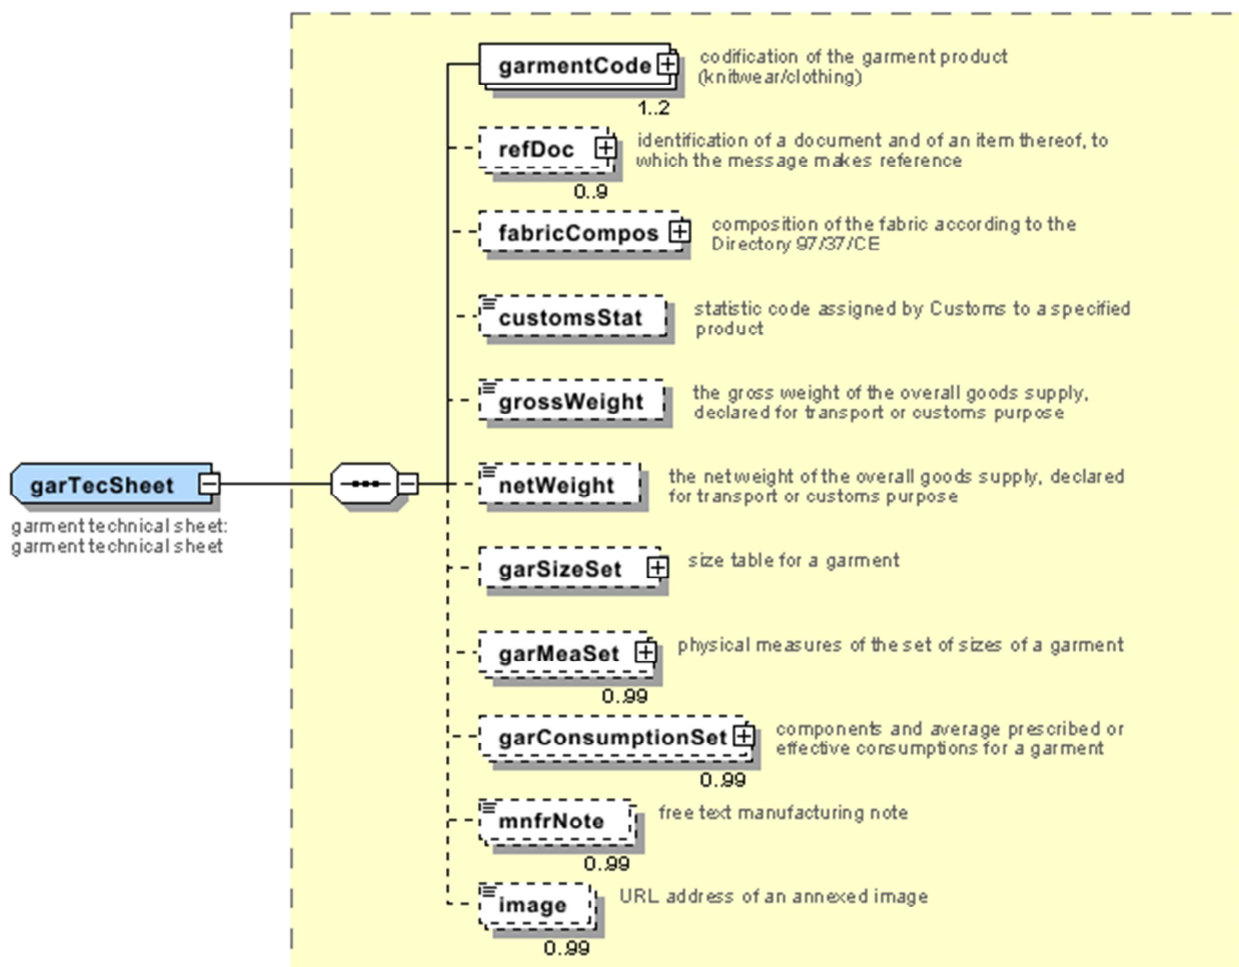 garmentCode
codification of the garment product
(knitwear/clothing)
1..2
refDoc
identification of a document and of an item thereof, to
which the message makes reference
0..9
fabricCompos
composition of the fabric according to the
Directory 97/37/CE
customsStat
statistic code assigned by Customs to a specified
product
grossWeight
the gross weight of the overall goods supply,
declared for transport or customs purpose
garTecSheet
garment technical sheet:
garment technical sheet
netWeight
the net weight of the overall goods supply, declared
for transport or customs purpose
garSizeSet
size table for a garment
garMeaSet
physical measures of the set of sizes of a garment
0..99
garConsumptionSet
components and average prescribed or
effective consumptions for a garment
0..99
mnfrNote
free text manufacturing note
0..99
image
URL address of an annexed image
0..99